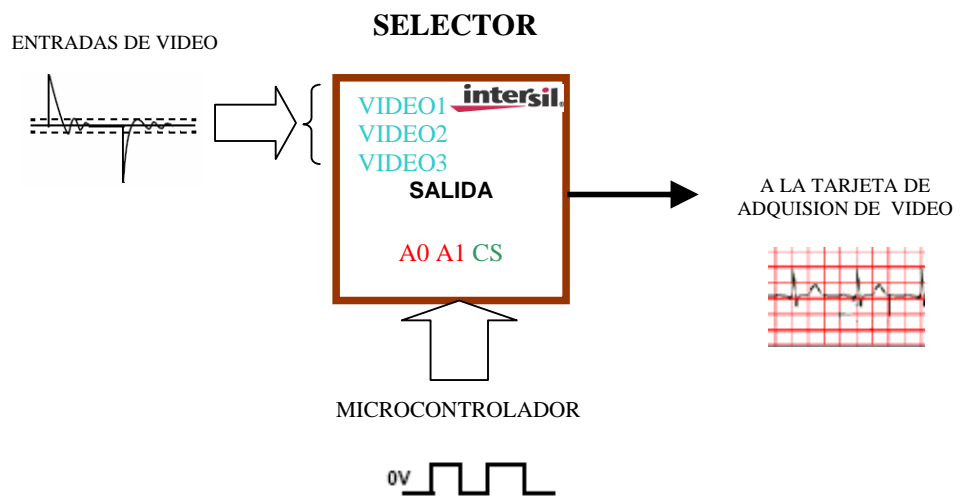 SELECTOR
ENTRADAS DE VIDEO
intersil.
VIDEO1
VIDEO2
VIDEO3
SALIDA
A LA TARJETA DE
ADQUISION DE VIDEO
A0 A1 CS
MICROCONTROLADOR
0V